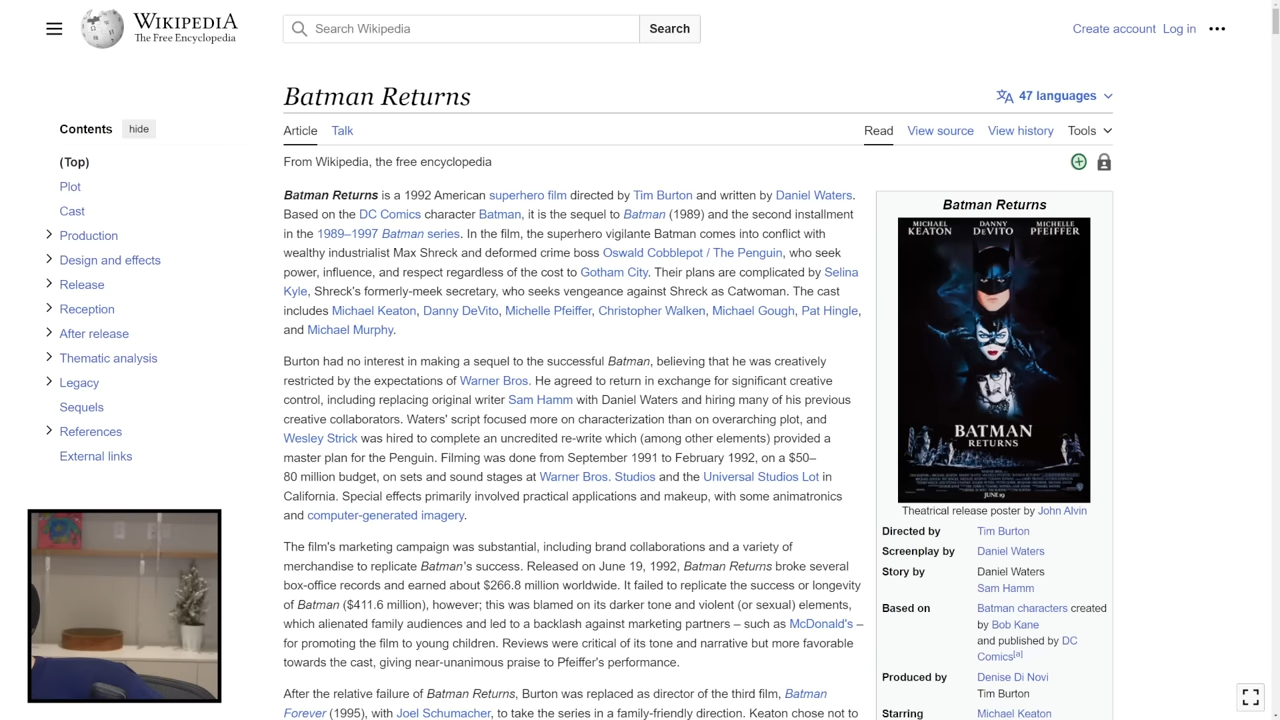 WIKIPEDIA
The Free Encyclopedia
Search Wikipedia
Search
Create account Log in
Batman Returns
47 languages
Contents hide
(Top)
Plot
Cast
Production
Design and effects
Release
Reception
After release
Thematic analysis
Legacy
Sequels
References
External links
Article Talk
Read View source View history Tools
From Wikipedia, the free encyclopedia
Batman Returns is a 1992 American superhero film directed by Tim Burton and written by Daniel Waters.
Based on the DC Comics character Batman, it is the sequel to Batman (1989) and the second installment
in the 1989–1997 Batman series. In the film, the superhero vigilante Batman comes into conflict with
wealthy industrialist Max Shreck and deformed crime boss Oswald Cobblepot / The Penguin, who seek
power, influence, and respect regardless of the cost to Gotham City. Their plans are complicated by Selina
Kyle, Shreck's formerly-meek secretary, who seeks vengeance against Shreck as Catwoman. The cast
includes Michael Keaton, Danny DeVito, Michelle Pfeiffer, Christopher Walken, Michael Gough, Pat Hingle,
and Michael Murphy.
Burton had no interest in making a sequel to the successful Batman, believing that he was creatively
restricted by the expectations of Warner Bros. He agreed to return in exchange for significant creative
control, including replacing original writer Sam Hamm with Daniel Waters and hiring many of his previous
creative collaborators. Waters' script focused more on characterization than on overarching plot, and
Wesley Strick was hired to complete an uncredited re-write which (among other elements) provided a
master plan for the Penguin. Filming was done from September 1991 to February 1992, on a $50–
80 million budget, on sets and sound stages at Warner Bros. Studios and the Universal Studios Lot in
California. Special effects primarily involved practical applications and makeup, with some animatronics
and computer-generated imagery.
The film's marketing campaign was substantial, including brand collaborations and a variety of
merchandise to replicate Batman's success. Released on June 19, 1992, Batman Returns broke several
box-office records and earned about $266.8 million worldwide. It failed to replicate the success or longevity
of Batman ($411.6 million), however; this was blamed on its darker tone and violent (or sexual) elements,
which alienated family audiences and led to a backlash against marketing partners – such as McDonald's –
for promoting the film to young children. Reviews were critical of its tone and narrative but more favorable
towards the cast, giving near-unanimous praise to Pfeiffer's performance.
After the relative failure of Batman Returns, Burton was replaced as director of the third film, Batman
Forever (1995), with Joel Schumacher, to take the series in a family-friendly direction. Keaton chose not to
Batman Returns
MICHAEL KEATON
DANNY DEVITO
MICHELLE PFEIFFER
BATMAN
RETURNS
JUNE 19
Theatrical release poster by John Alvin
Directed by Tim Burton
Screenplay by Daniel Waters
Story by Daniel Waters
Sam Hamm
Based on Batman characters created
by Bob Kane
and published by DC
Comics[a]
Produced by Denise Di Novi
Tim Burton
Starring Michael Keaton